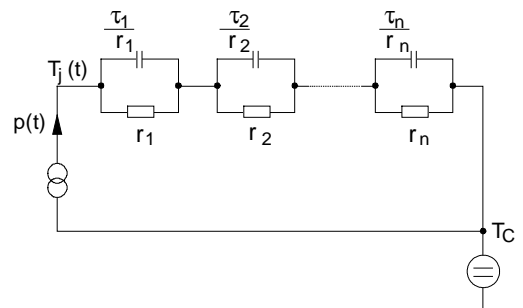 τ1
r1
τ2
r2
τn
rn
Tj(t)
r1
r2
rn
p(t)
TC